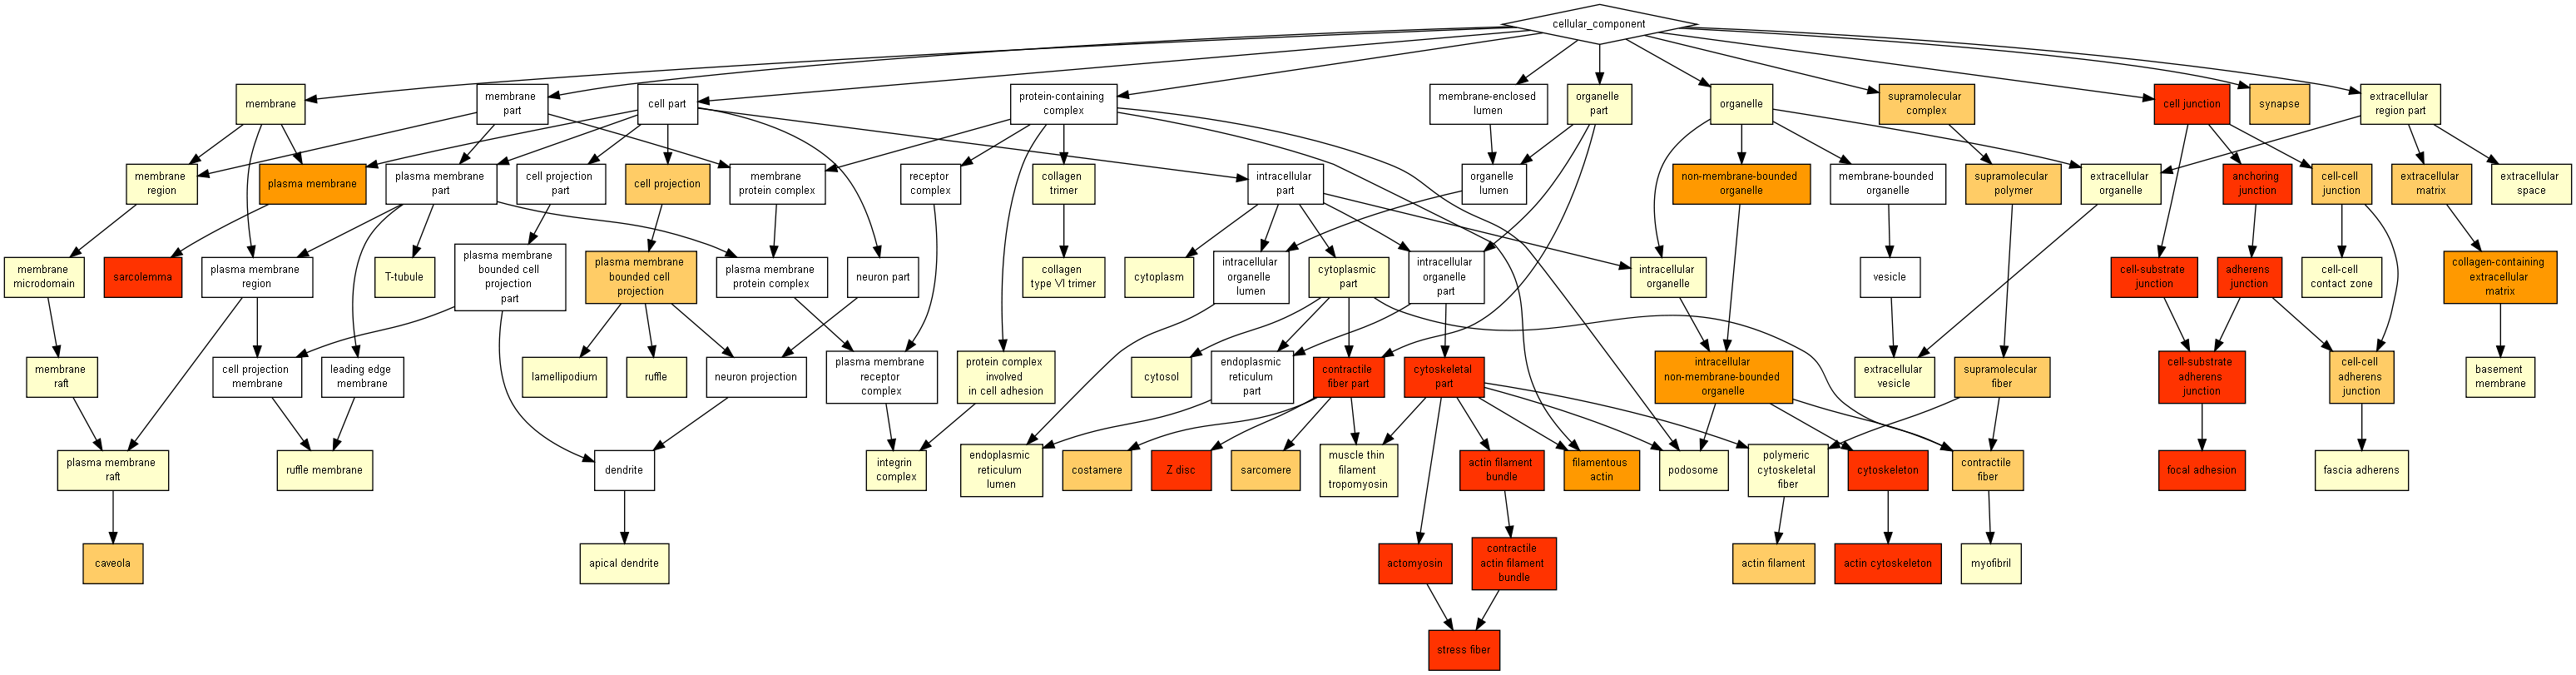 cellular_component
membrane
membrane
part
cell part
protein-containing
complex
membrane-enclosed
lumen
organelle
part
organelle
supramolecular
complex
cell junction
synapse
extracellular
region part
membrane
region
plasma membrane
plasma membrane
part
cell projection
part
cell projection
membrane
protein complex
receptor
complex
collagen
trimer
intracellular
part
organelle
lumen
non-membrane-bounded
organelle
membrane-bounded
organelle
supramolecular
polymer
extracellular
organelle
anchoring
junction
cell-cell
junction
extracellular
matrix
extracellular
space
membrane
microdomain
sarcolemma
plasma membrane
region
T-tubule
plasma membrane
bounded cell
projection
part
plasma membrane
bounded cell
projection
plasma membrane
protein complex
neuron part
collagen
type VI trimer
cytoplasm
intracellular
organelle
lumen
cytoplasmic
part
intracellular
organelle
part
intracellular
organelle
vesicle
cell-substrate
junction
adherens
junction
cell-cell
contact zone
collagen-containing
extracellular
matrix
membrane
raft
cell projection
membrane
leading edge
membrane
lamellipodium
ruffle
neuron projection
plasma membrane
receptor
complex
protein complex
involved
in cell adhesion
cytosol
endoplasmic
reticulum
part
contractile
fiber part
cytoskeletal
part
intracellular
non-membrane-bounded
organelle
extracellular
vesicle
supramolecular
fiber
cell-substrate
adherens
junction
cell-cell
adherens
junction
basement
membrane
plasma membrane
raft
ruffle membrane
dendrite
integrin
complex
endoplasmic
reticulum
lumen
costamere
Z disc
sarcomere
muscle thin
filament
tropomyosin
actin filament
bundle
filamentous
actin
podosome
polymeric
cytoskeletal
fiber
cytoskeleton
contractile
fiber
focal adhesion
fascia adherens
caveola
apical dendrite
actomyosin
contractile
actin filament
bundle
actin filament
actin cytoskeleton
myofibril
stress fiber